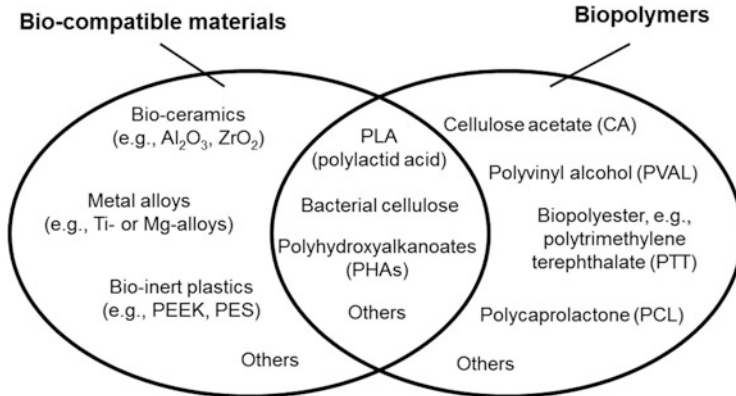 Bio-compatible materials
Biopolymers
Bio-ceramics
(e.g., Al₂O₃, ZrO₂)
Metal alloys
(e.g., Ti- or Mg-alloys)
Bio-inert plastics
(e.g., PEEK, PES)
Others
PLA
(polylactid acid)
Bacterial cellulose
Polyhydroxyalkanoates
(PHAs)
Others
Cellulose acetate (CA)
Polyvinyl alcohol (PVAL)
Biopolyester, e.g.,
polytrimethylene
terephthalate (PTT)
Polycaprolactone (PCL)
Others